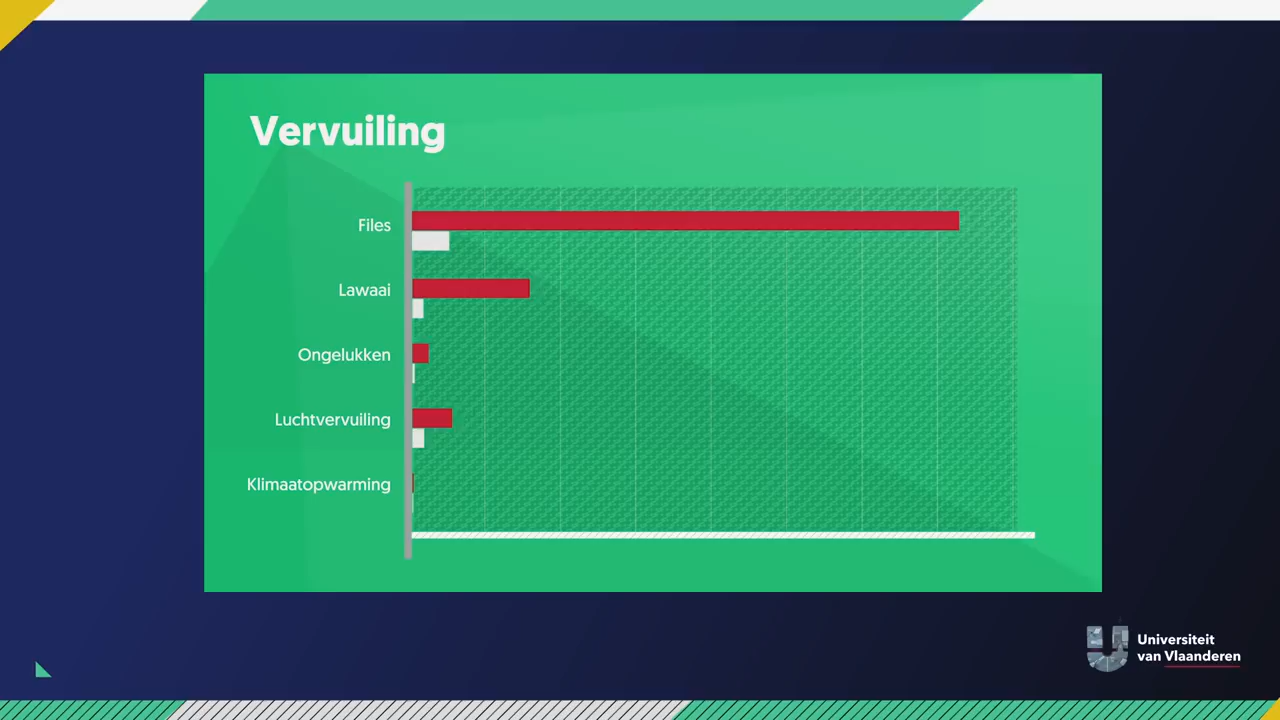 Vervuiling
Files
Lawaai
Ongelukken
Luchtvervuiling
Klimaatopwarming
Universiteit
van Vlaanderen